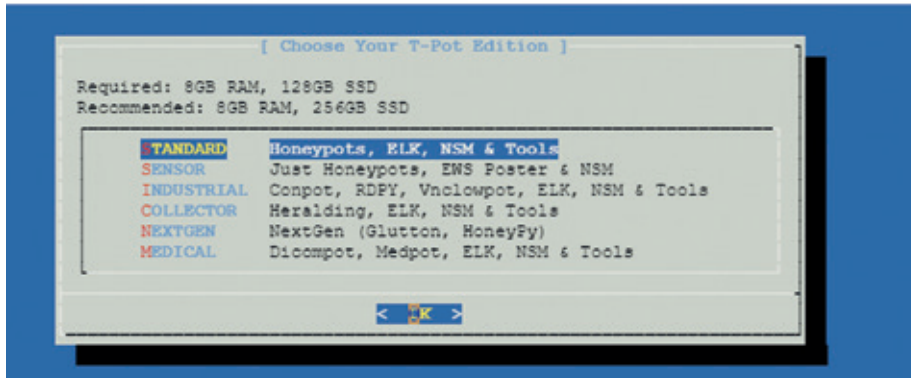 [ Choose Your T-Pot Edition ]
Required: 8GB RAM, 128GB SSD
Recommended: 8GB RAM, 256GB SSD
STANDARD Honeypots, ELK, NSM & Tools
SENSOR Just Honeypots, EWS Poster & NSM
INDUSTRIAL Conpot, RDPY, Vnclowpot, ELK, NSM & Tools
COLLECTOR Heralding, ELK, NSM & Tools
NEXTGEN NextGen (Glutton, HoneyPy)
MEDICAL Dicompot, Medpot, ELK, NSM & Tools
< OK >